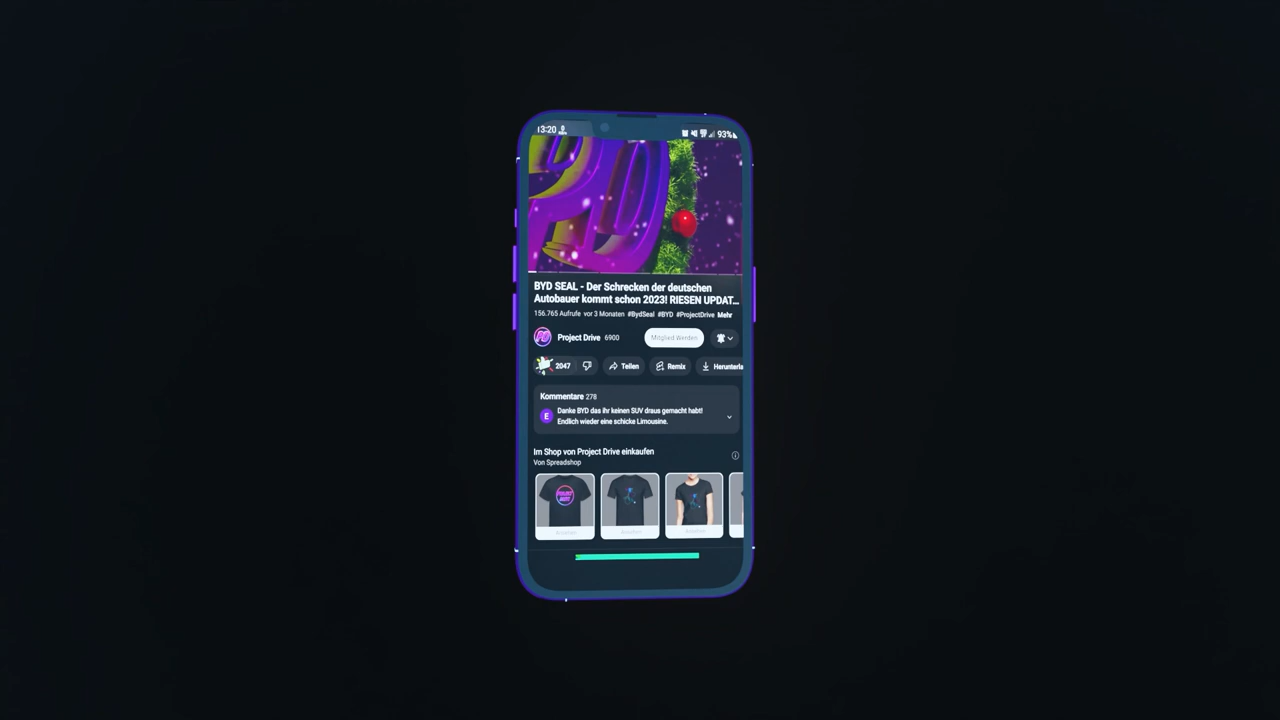 13:20
93%
BYD SEAL - Der Schrecken der deutschen
Autobauer kommt schon 2023! RIESEN UPDAT...
156.765 Aufrufe vor 3 Monaten #BydSeal #BYD #ProjectDrive Mehr
Project Drive 6900
Mitglied Werden
2047
Teilen
Remix
Herunterla
Kommentare 278
E
Danke BYD das ihr keinen SUV draus gemacht habt!
Endlich wieder eine schicke Limousine.
Im Shop von Project Drive einkaufen
Von Spreadshop